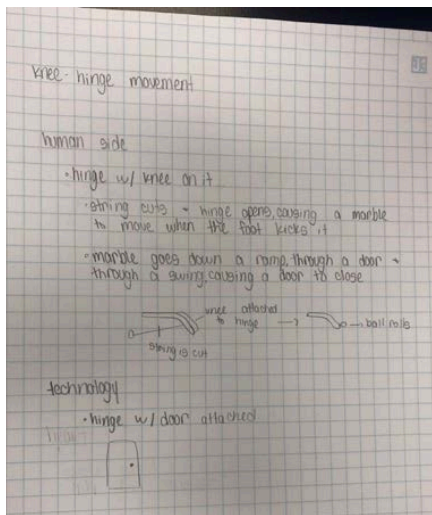 knee - hinge movement
human side
· hinge w/ knee on it
· string cuts → hinge opens, causing a marble
to move when the foot kicks it
· marble goes down a ramp, through a door →
through a swing, causing a door to close
knee attached
to hinge
ball rolls
string is cut
technology
· hinge w/ door attached